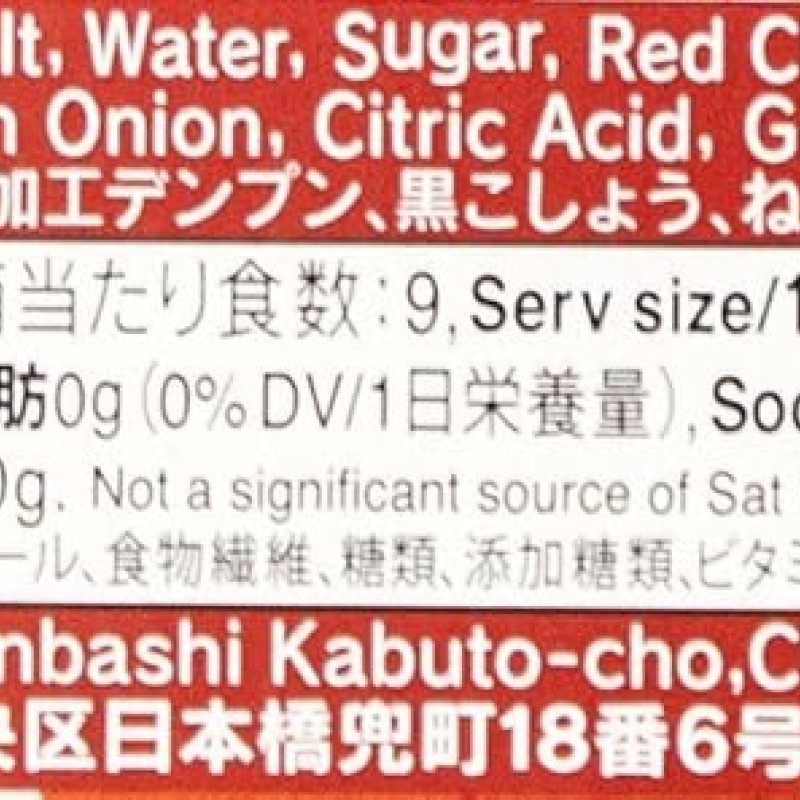 lt, Water, Sugar, Red C
n Onion, Citric Acid, G
加工デンプン、黒こしょう、ね
当たり食数:9, Serv size/1
肪0g (0% DV/1日栄養量), Soo
0g. Not a significant source of Sat
ール、食物繊維、糖類、添加糖類、ビタミ
nbashi Kabuto-cho,C
央区日本橋兜町18番6号